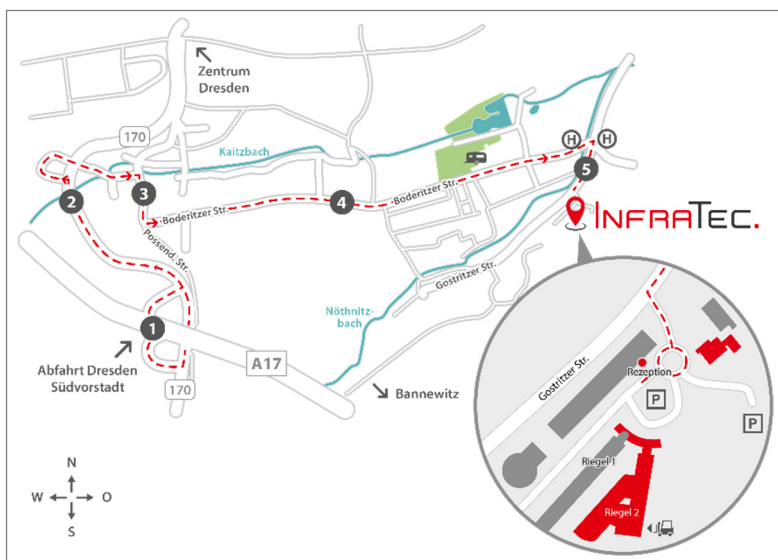 Zentrum
Dresden
170
Kaitzbach
H
H
3
5
2
4
Boderitzer Str.
Boderitzer Str.
INFRATEC.
Possend. Str.
Gostritzer Str.
Nöthnitz-
bach
1
Abfahrt Dresden
Südvorstadt
A17
170
Bannewitz
Gostritzer Str.
Rezeption
P
P
Riegel 1
Riegel 2
N
W
O
S